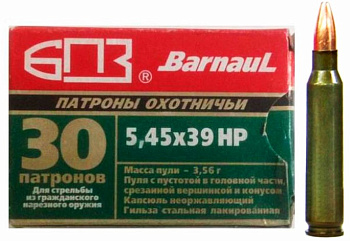 БПЗ ® Barnaul
ПАТРОНЫ ОХОТНИЧЬИ
30
ПАТРОНОВ
Для стрельбы
из гражданского
нарезного оружия
5,45x39 HP
Масса пули - 3,56 г
Пуля с пустотой в головной части,
срезанной вершинкой и конусом
Капсюль неоржавляющий
Гильза стальная лакированная